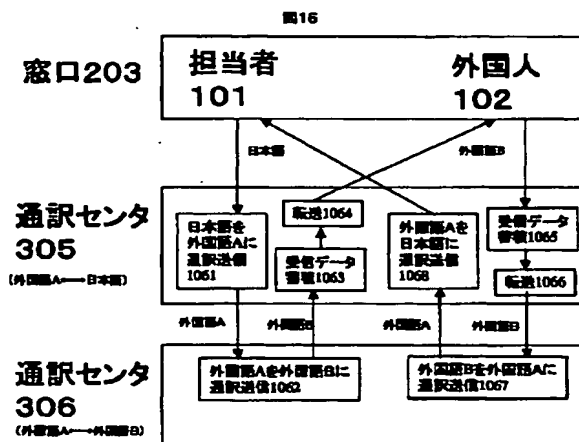 図16
窓口203
担当者
101
外国人
102
日本語
外国語B
通訳センタ
305
(外国語A←→日本語)
日本語を
外国語Aに
通訳送信
1061
転送1064
受信データ
蓄積1063
外国語Aを
日本語に
通訳送信
1068
受信データ
蓄積1065
転送1066
外国語A
外国語B
外国語A
外国語B
通訳センタ
306
(外国語A←→外国語B)
外国語Aを外国語Bに
通訳送信1062
外国語Bを外国語Aに
通訳送信1067